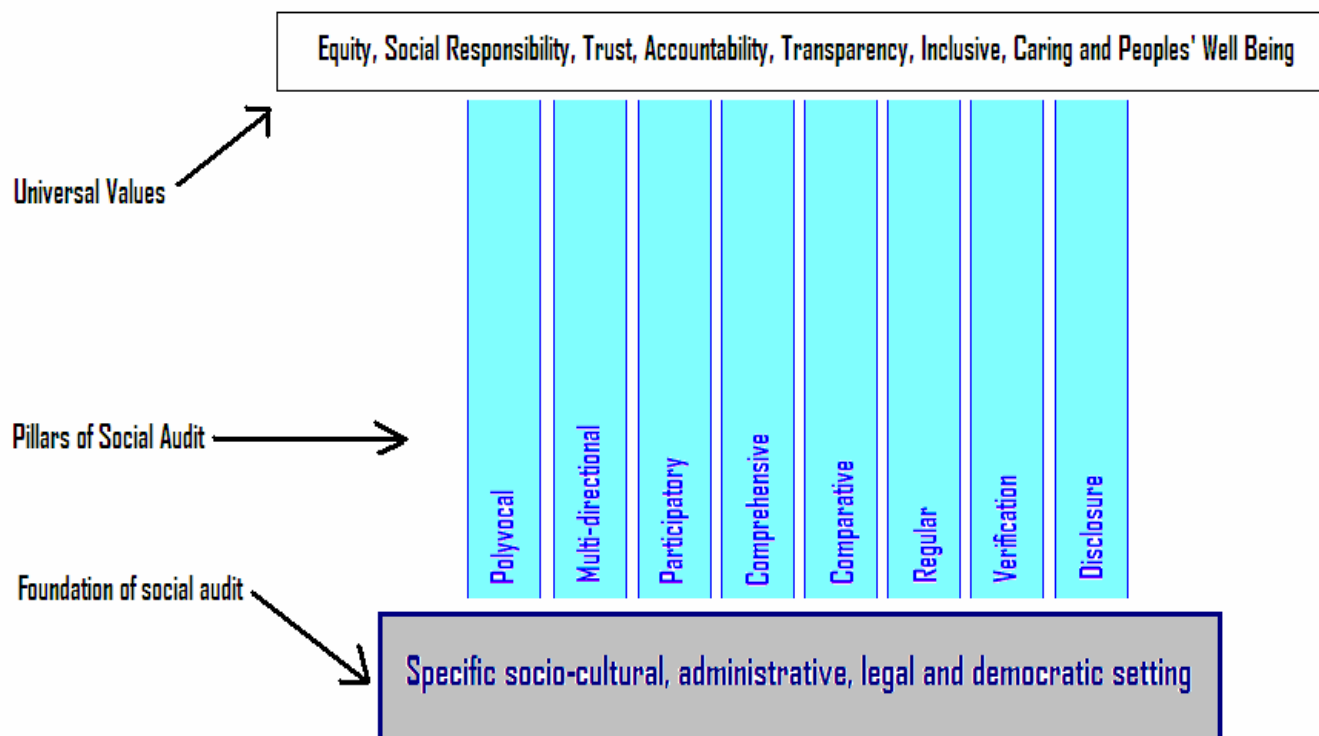 Equity, Social Responsibility, Trust, Accountability, Transparency, Inclusive, Caring and Peoples' Well Being
Universal Values
Pillars of Social Audit
Polyvocal
Multi-directional
Participatory
Comprehensive
Comparative
Regular
Verification
Disclosure
Foundation of social audit
Specific socio-cultural, administrative, legal and democratic setting